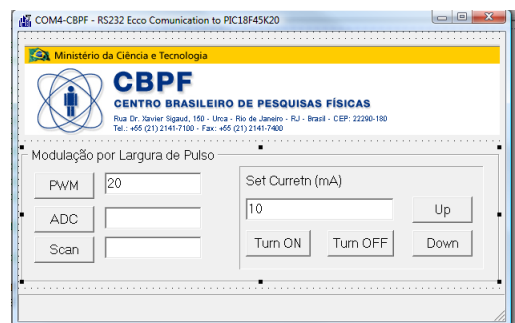 COM4-CBPF - RS232 Ecco Comunication to PIC18F45K20
Ministério da Ciência e Tecnologia
CBPF
CENTRO BRASILEIRO DE PESQUISAS FÍSICAS
Rua Dr. Xavier Sigaud, 150 - Urca - Rio de Janeiro - RJ - Brasil - CEP: 22290-180
Tel.: +55 (21) 2141-7100 - Fax: +55 (21) 2141-7400
Modulação por Largura de Pulso
PWM 20
ADC
Scan
Set Curretn (mA)
10 Up
Turn ON Turn OFF Down